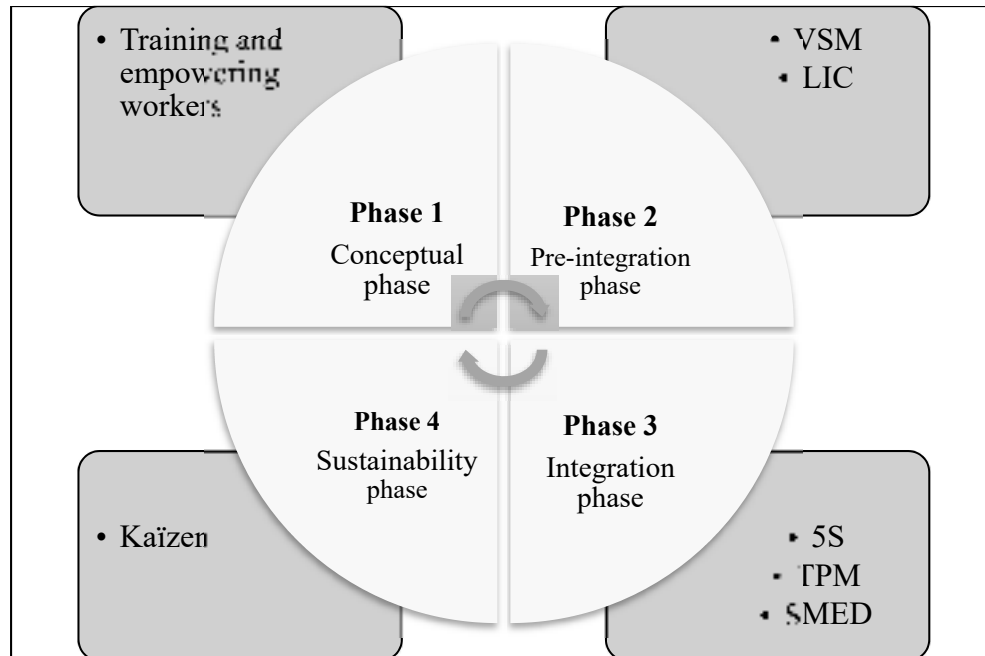 • Training and
empowering
workers
• VSM
• LIC
Phase 1
Conceptual
phase
Phase 2
Pre-integration
phase
Phase 4
Sustainability
phase
Phase 3
Integration
phase
• Kaïzen
• 5S
• TPM
• SMED